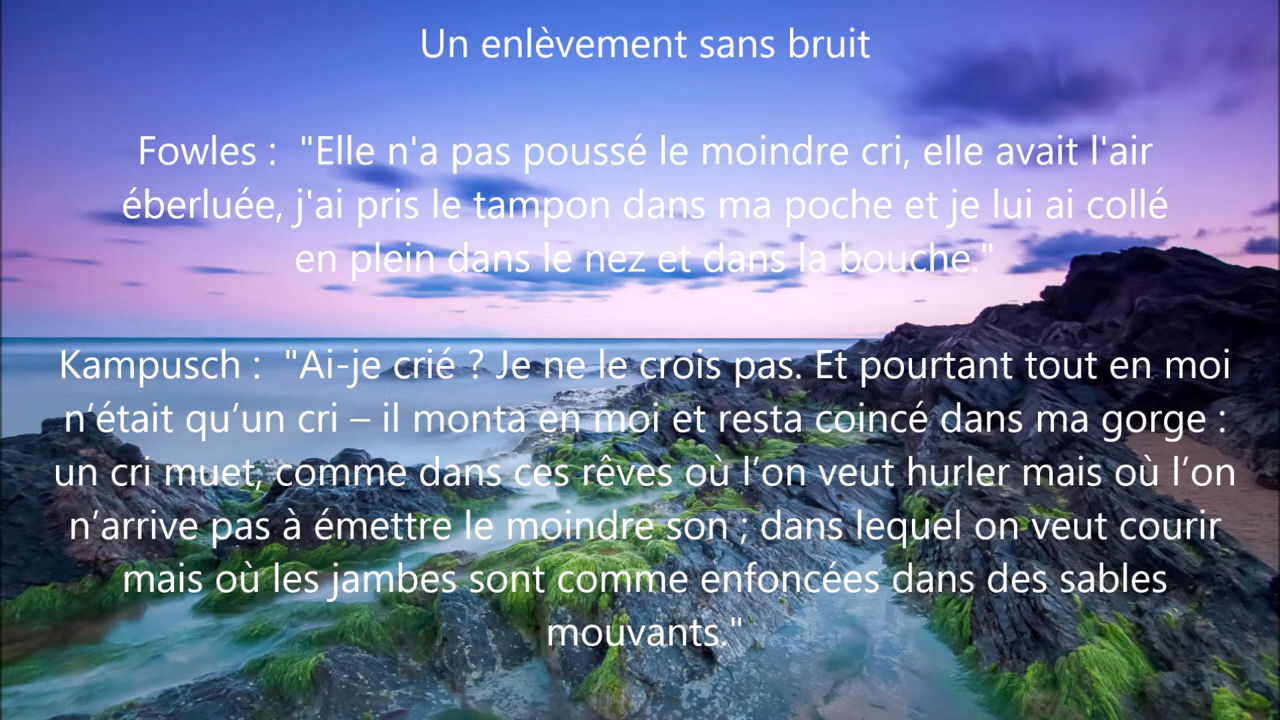 Un enlèvement sans bruit
Fowles :  "Elle n'a pas poussé le moindre cri, elle avait l'air
éberluée, j'ai pris le tampon dans ma poche et je lui ai collé
en plein dans le nez et dans la bouche."
Kampusch :  "Ai-je crié ? Je ne le crois pas. Et pourtant tout en moi
n’était qu’un cri – il monta en moi et resta coincé dans ma gorge :
un cri muet, comme dans ces rêves où l’on veut hurler mais où l’on
n’arrive pas à émettre le moindre son ; dans lequel on veut courir
mais où les jambes sont comme enfoncées dans des sables
mouvants."